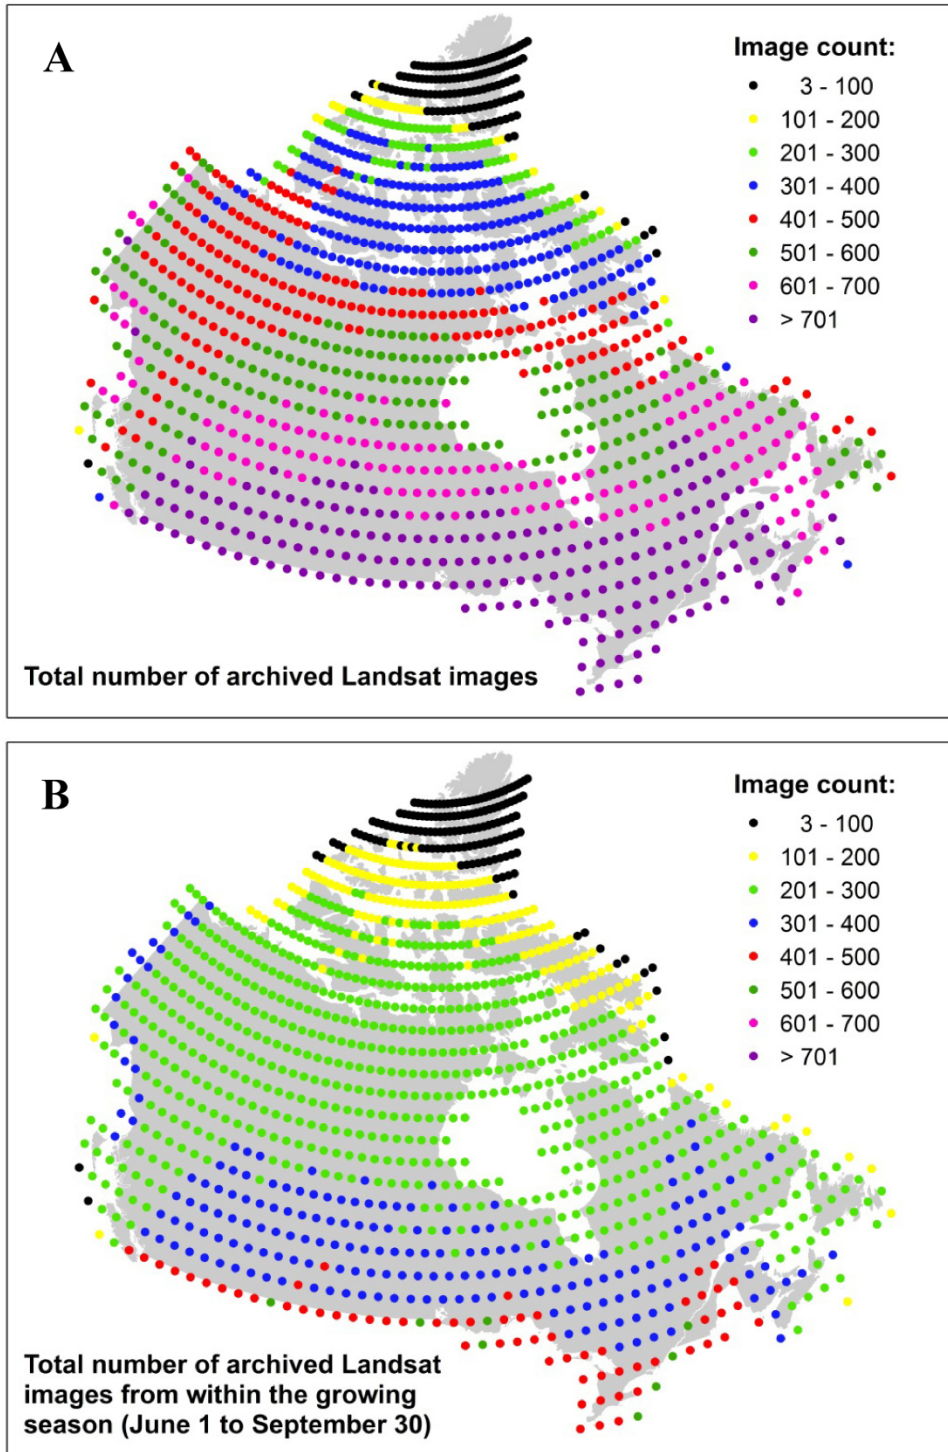 A
Image count:
3 - 100
101 - 200
201 - 300
301 - 400
401 - 500
501 - 600
601 - 700
> 701
Total number of archived Landsat images
B
Image count:
3 - 100
101 - 200
201 - 300
301 - 400
401 - 500
501 - 600
601 - 700
> 701
Total number of archived Landsat
images from within the growing
season (June 1 to September 30)